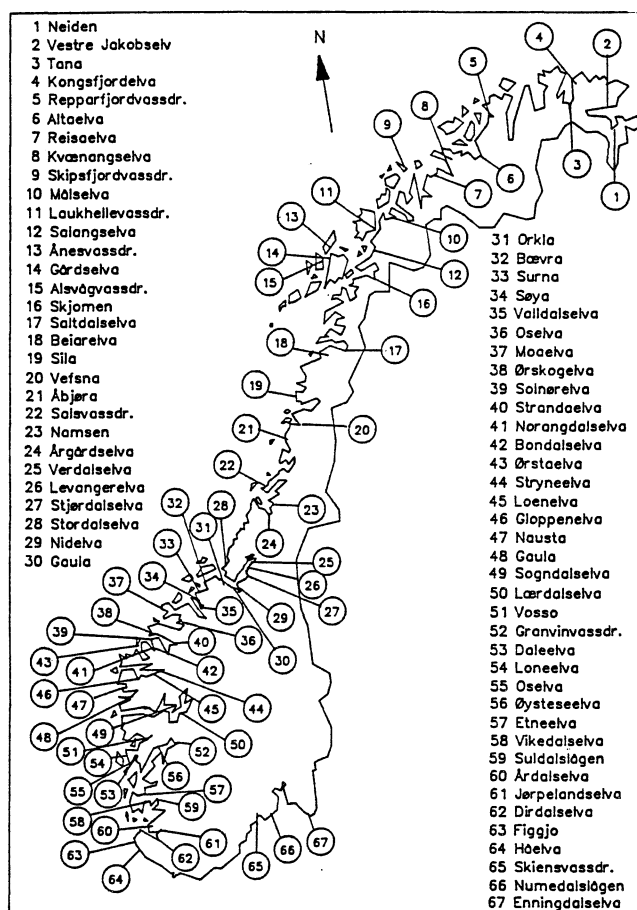 1 Neiden
2 Vestre Jakobselv
3 Tana
4 Kongsfjordelva
5 Repparfjordvassdr.
6 Altaelva
7 Reisaelva
8 Kvænangselva
9 Skipsfjordvassdr.
10 Målselva
11 Laukhellevassdr.
12 Salangselva
13 Ånesvassdr.
14 Gårdselva
15 Alsvågvassdr.
16 Skjomen
17 Saltdalselva
18 Beiarelva
19 Sila
20 Vefsna
21 Åbjøra
22 Salsvassdr.
23 Namsen
24 Årgårdselva
25 Verdalselva
26 Levangerelva
27 Stjørdalselva
28 Stordalselva
29 Nidelva
30 Gaula
N
4
2
5
8
9
3
1
6
7
11
10
13
14
12
15
16
18
17
19
21
20
22
23
24
32
28
31
25
33
26
34
35
29
27
37
36
30
38
39
40
43
42
41
46
45
44
47
48
49
50
51
52
54
56
55
53
57
58
59
60
61
63
62
64
65
66
67
31 Orkla
32 Bævra
33 Surna
34 Søya
35 Valldalselva
36 Oselva
37 Moaelva
38 Ørskogelva
39 Solnørelva
40 Strandaelva
41 Norangdalselva
42 Bondalselva
43 Ørstaelva
44 Stryneelva
45 Loenelva
46 Gloppenelva
47 Nausta
48 Gaula
49 Sogndalselva
50 Lærdalselva
51 Vosso
52 Granvinvassdr.
53 Daleelva
54 Loneelva
55 Oselva
56 Øysteseelva
57 Etneelva
58 Vikedalselva
59 Suldalslågen
60 Årdalselva
61 Jørpelandselva
62 Dirdalselva
63 Figgjo
64 Håelva
65 Skiensvassdr.
66 Numedalslågen
67 Enningdalselva